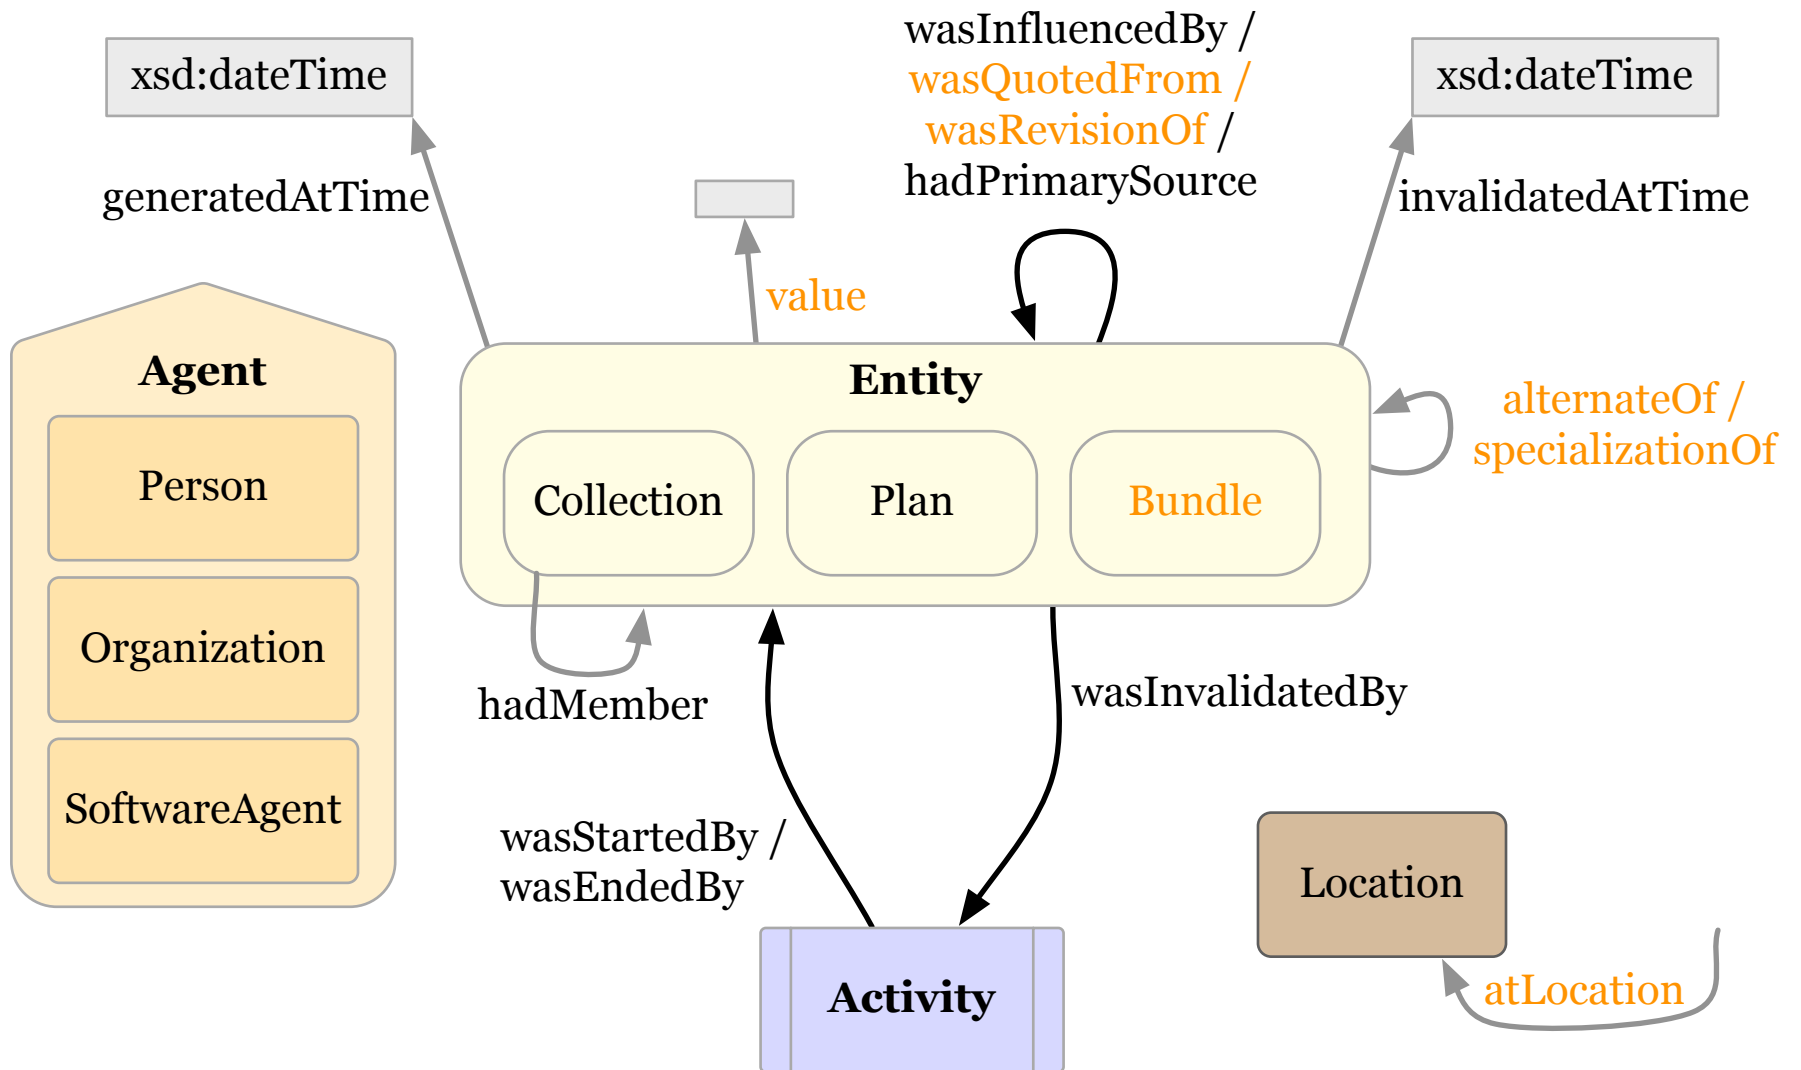 wasInfluencedBy /
wasQuotedFrom /
wasRevisionOf /
hadPrimarySource
xsd:dateTime
xsd:dateTime
generatedAtTime
invalidatedAtTime
value
Agent
Person
Organization
SoftwareAgent
Entity
Collection
Plan
Bundle
alternateOf /
specializationOf
hadMember
wasInvalidatedBy
wasStartedBy /
wasEndedBy
Activity
Location
atLocation